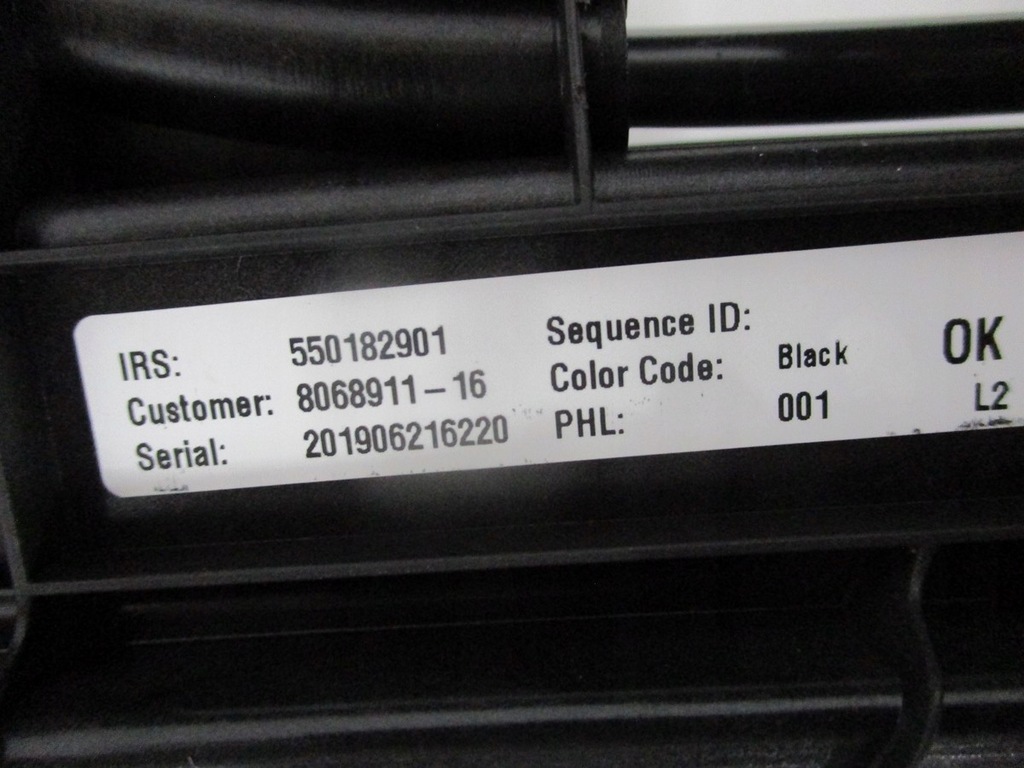 IRS: 550182901
Customer: 8068911-16
Serial: 201906216220
Sequence ID:
Color Code: Black
PHL: 001
OK
L2